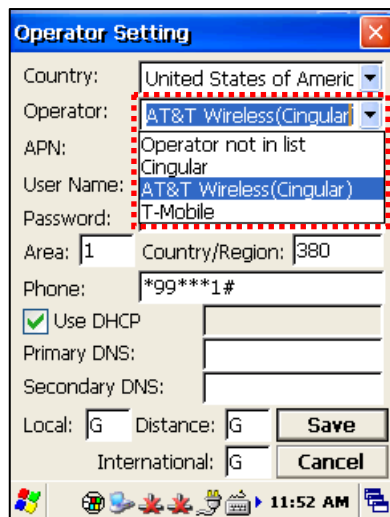 Operator Setting
Country: United States of Americ
Operator: AT&T Wireless(Cingular
Operator not in list
APN: Cingular
User Name: AT&T Wireless(Cingular)
Password: T-Mobile
Area: 1 Country/Region: 380
Phone: *99***1#
Use DHCP
Primary DNS:
Secondary DNS:
Local: G Distance: G Save
International: G Cancel
11:52 AM